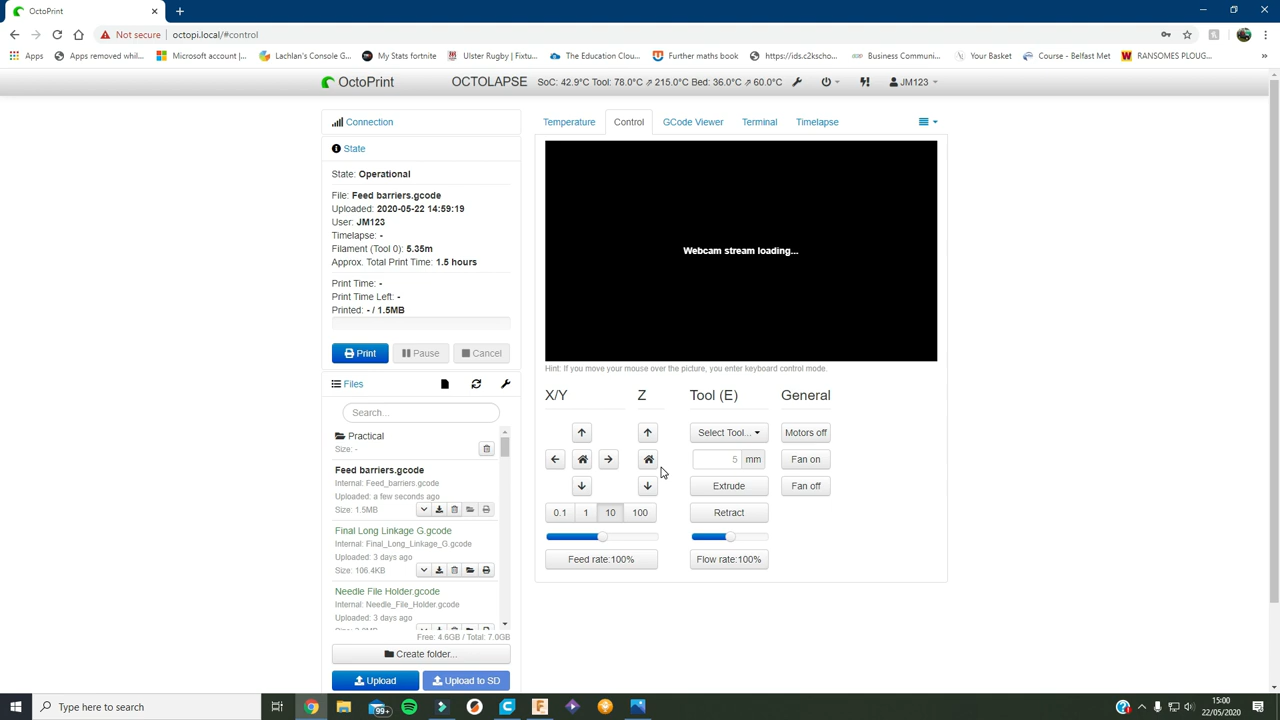 OctoPrint
Not secure
octopi.local/#control
Apps
Apps removed whil...
Microsoft account |...
Lachlan's Console G...
My Stats fortnite
Ulster Rugby | Fixtu...
The Education Clou...
Further maths book
https://ids.c2kscho...
Business Communi...
Your Basket
Course - Belfast Met
RANSOMES PLOUG...
OctoPrint
OCTOLAPSE
SoC: 42.9°C Tool: 78.0°C ⇗ 215.0°C Bed: 36.0°C ⇗ 60.0°C
JM123
Connection
Temperature
Control
GCode Viewer
Terminal
Timelapse
State
State: Operational
File: Feed barriers.gcode
Uploaded: 2020-05-22 14:59:19
User: JM123
Timelapse: -
Filament (Tool 0): 5.35m
Approx. Total Print Time: 1.5 hours
Print Time: -
Print Time Left: -
Printed: - / 1.5MB
Print
Pause
Cancel
Webcam stream loading...
Hint: If you move your mouse over the picture, you enter keyboard control mode.
Files
Search...
Practical
Size: -
Feed barriers.gcode
Internal: Feed_barriers.gcode
Uploaded: a few seconds ago
Size: 1.5MB
Final Long Linkage G.gcode
Internal: Final_Long_Linkage_G.gcode
Uploaded: 3 days ago
Size: 106.4KB
Needle File Holder.gcode
Internal: Needle_File_Holder.gcode
Uploaded: 3 days ago
Free: 4.6GB / Total: 7.0GB
Create folder...
Upload
Upload to SD
X/Y
Z
Tool (E)
General
Select Tool...
Motors off
5 mm
Fan on
Extrude
Fan off
0.1
1
10
100
Retract
Feed rate:100%
Flow rate:100%
Type here to search
99+
15:00
22/05/2020